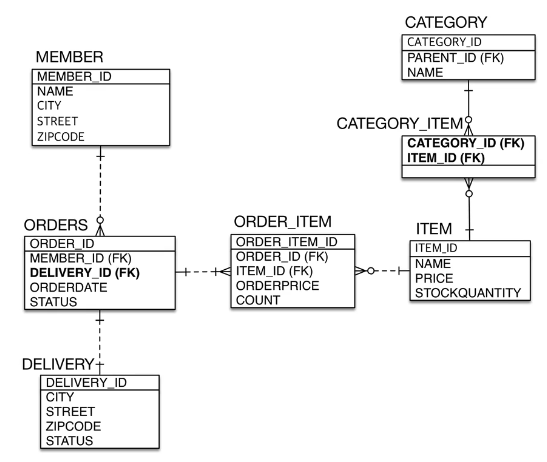 CATEGORY
CATEGORY_ID
PARENT_ID (FK)
NAME
MEMBER
MEMBER_ID
NAME
CITY
STREET
ZIPCODE
CATEGORY_ITEM
CATEGORY_ID (FK)
ITEM_ID (FK)
ORDERS
ORDER_ID
MEMBER_ID (FK)
DELIVERY_ID (FK)
ORDERDATE
STATUS
ORDER_ITEM
ORDER_ITEM_ID
ORDER_ID (FK)
ITEM_ID (FK)
ORDERPRICE
COUNT
ITEM
ITEM_ID
NAME
PRICE
STOCKQUANTITY
DELIVERY
DELIVERY_ID
CITY
STREET
ZIPCODE
STATUS